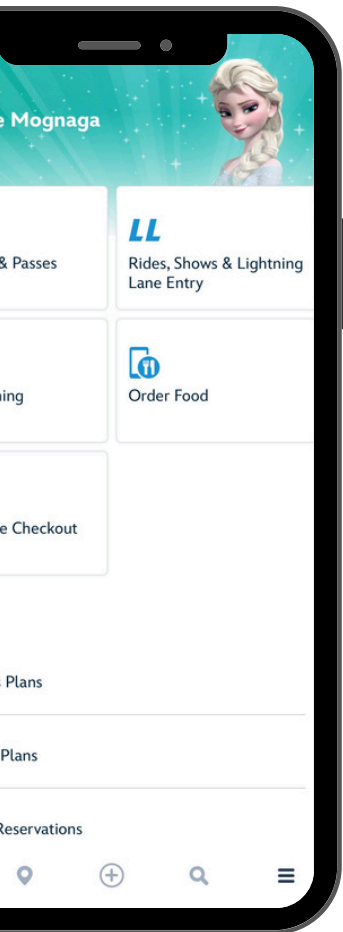 e Mognaga
& Passes
LL
Rides, Shows & Lightning
Lane Entry
ning
Order Food
e Checkout
s Plans
Plans
Reservations